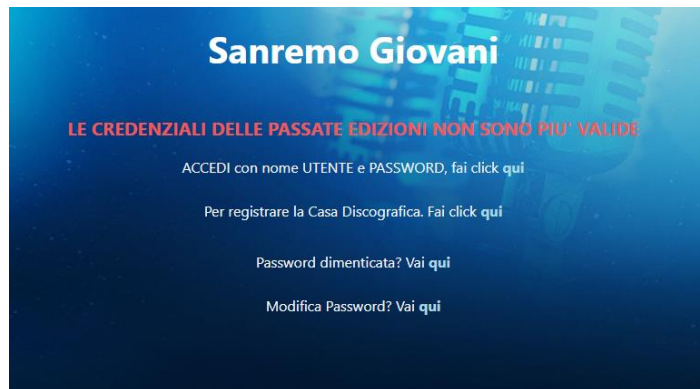 Sanremo Giovani
LE CREDENZIALI DELLE PASSATE EDIZIONI NON SONO PIU' VALIDE
ACCEDI con nome UTENTE e PASSWORD, fai click qui
Per registrare la Casa Discografica. Fai click qui
Password dimenticata? Vai qui
Modifica Password? Vai qui